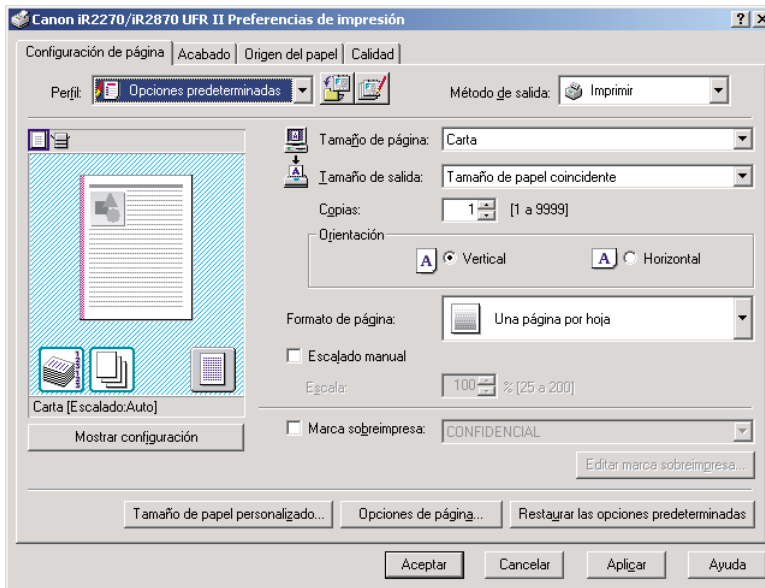 Canon iR2270/iR2870 UFR II Preferencias de impresión
Configuración de página Acabado Origen del papel Calidad
Perfil: Opciones predeterminadas Método de salida: Imprimir
Tamaño de página: Carta
Tamaño de salida: Tamaño de papel coincidente
Copias: 1 [1 a 9999]
Orientación
A Vertical A Horizontal
Formato de página: Una página por hoja
Escalado manual
Escala: 100 % [25 a 200]
Carta [Escalado:Auto]
Mostrar configuración
Marca sobreimpresa: CONFIDENCIAL
Editar marca sobreimpresa...
Tamaño de papel personalizado... Opciones de página... Restaurar las opciones predeterminadas
Aceptar Cancelar Aplicar Ayuda